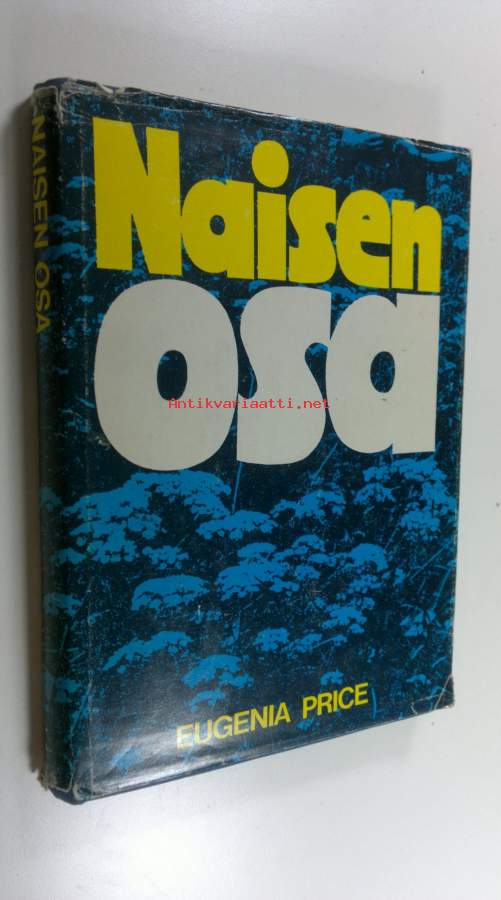 NAISEN OSA
Naisen
osa
Antikvariaatti.net
EUGENIA PRICE